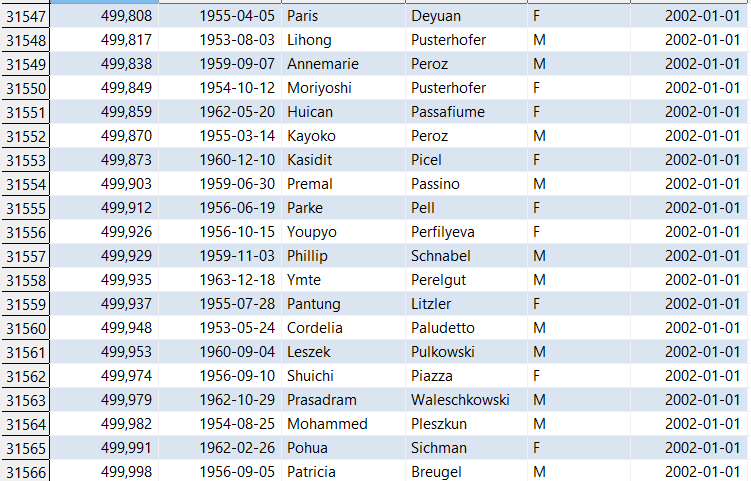 31547 499,808 1955-04-05 Paris Deyuan F 2002-01-01
31548 499,817 1953-08-03 Lihong Pusterhofer M 2002-01-01
31549 499,838 1959-09-07 Annemarie Peroz M 2002-01-01
31550 499,849 1954-10-12 Moriyoshi Pusterhofer F 2002-01-01
31551 499,859 1962-05-20 Huican Passafiume F 2002-01-01
31552 499,870 1955-03-14 Kayoko Peroz M 2002-01-01
31553 499,873 1960-12-10 Kasidit Picel F 2002-01-01
31554 499,903 1959-06-30 Premal Passino M 2002-01-01
31555 499,912 1956-06-19 Parke Pell F 2002-01-01
31556 499,926 1956-10-15 Youpyo Perfilyeva F 2002-01-01
31557 499,929 1959-11-03 Phillip Schnabel M 2002-01-01
31558 499,935 1963-12-18 Ymte Perelgut M 2002-01-01
31559 499,937 1955-07-28 Pantung Litzler F 2002-01-01
31560 499,948 1953-05-24 Cordelia Paludetto M 2002-01-01
31561 499,953 1960-09-04 Leszek Pulkowski M 2002-01-01
31562 499,974 1956-09-10 Shuichi Piazza F 2002-01-01
31563 499,979 1962-10-29 Prasadram Waleschkowski M 2002-01-01
31564 499,982 1954-08-25 Mohammed Pleszkun M 2002-01-01
31565 499,991 1962-02-26 Pohua Sichman F 2002-01-01
31566 499,998 1956-09-05 Patricia Breugel M 2002-01-01